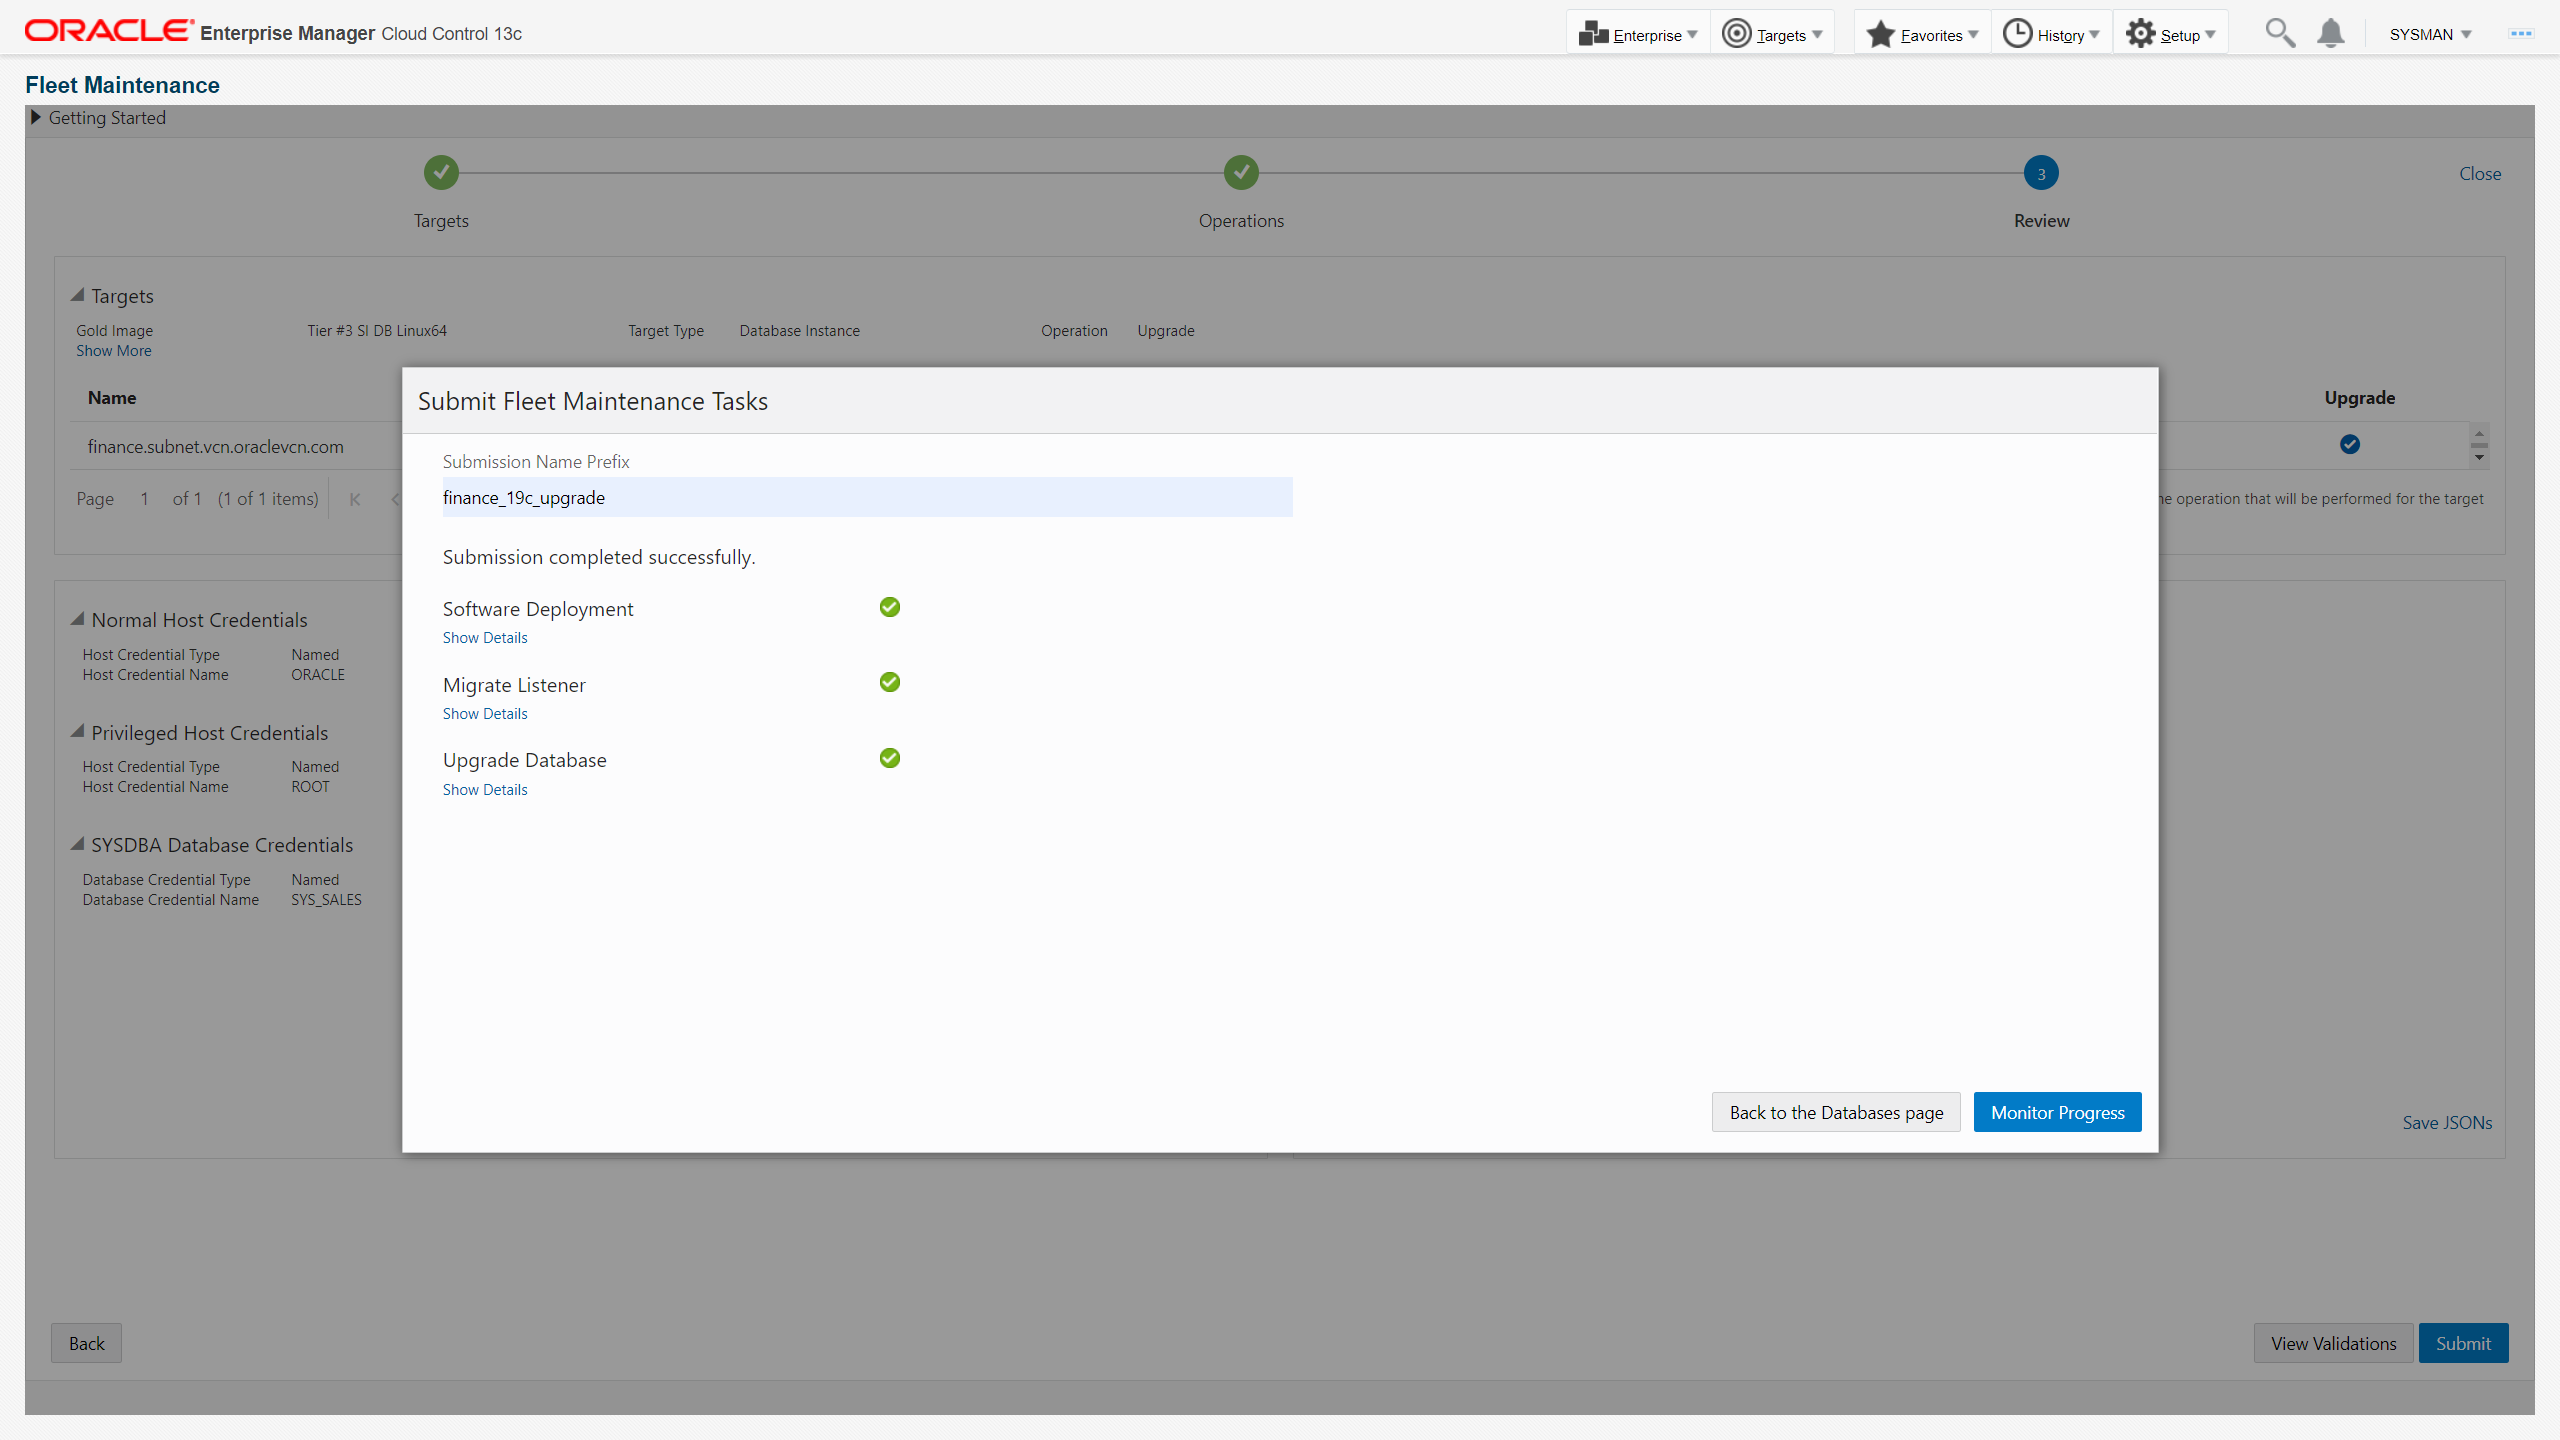 ORACLE Enterprise Manager Cloud Control 13c
Enterprise Targets Favorites History Setup SYSMAN
Fleet Maintenance
Getting Started
3 Close
Targets Operations Review
Targets
Gold Image Tier #3 SI DB Linux64 Target Type Database Instance Operation Upgrade
Show More
Name Upgrade
finance.subnet.vcn.oraclevcn.com
Page 1 of 1 (1 of 1 items) operation that will be performed for the target
Submit Fleet Maintenance Tasks
Submission Name Prefix
finance_19c_upgrade
Submission completed successfully.
Software Deployment
Show Details
Migrate Listener
Show Details
Upgrade Database
Show Details
Back to the Databases page Monitor Progress
Normal Host Credentials
Host Credential Type Named
Host Credential Name ORACLE
Privileged Host Credentials
Host Credential Type Named
Host Credential Name ROOT
SYSDBA Database Credentials
Database Credential Type Named
Database Credential Name SYS_SALES
Save JSONs
Back View Validations Submit